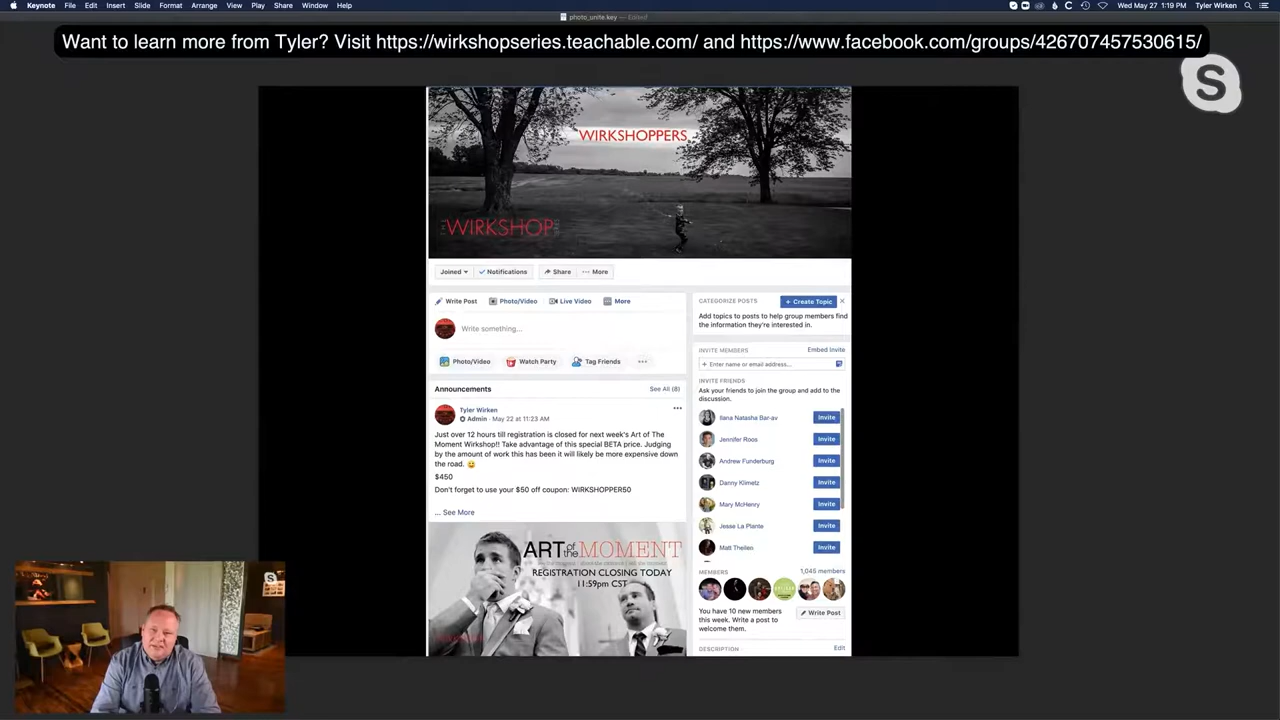 Keynote File Edit Insert Slide Format Arrange View Play Share Window Help
Wed May 27 1:19 PM Tyler Wirken
photo_unite.key — Edited
Want to learn more from Tyler? Visit https://wirkshopseries.teachable.com/ and https://www.facebook.com/groups/426707457530615/
S
WIRKSHOPPERS
WIRKSHOP
Joined Notifications Share More
Write Post Photo/Video Live Video More
Write something...
Photo/Video Watch Party Tag Friends
Announcements See All (8)
Tyler Wirken
Admin · May 22 at 11:23 AM
Just over 12 hours till registration is closed for next week's Art of The
Moment Wirkshop!! Take advantage of this special BETA price. Judging
by the amount of work this has been it will likely be more expensive down
the road.
$450
Don't forget to use your $50 off coupon: WIRKSHOPPER50
... See More
ART of the MOMENT
REGISTRATION CLOSING TODAY
11:59pm CST
CATEGORIZE POSTS + Create Topic
Add topics to posts to help group members find
the information they're interested in.
INVITE MEMBERS Embed Invite
+ Enter name or email address...
INVITE FRIENDS
Ask your friends to join the group and add to the
discussion.
Ilana Natasha Bar-av Invite
Jennifer Roos Invite
Andrew Funderburg Invite
Danny Klimetz Invite
Mary McHenry Invite
Jesse La Plante Invite
Matt Theilen Invite
MEMBERS 1,045 members
You have 10 new members
this week. Write a post to
welcome them.
Write Post
DESCRIPTION Edit